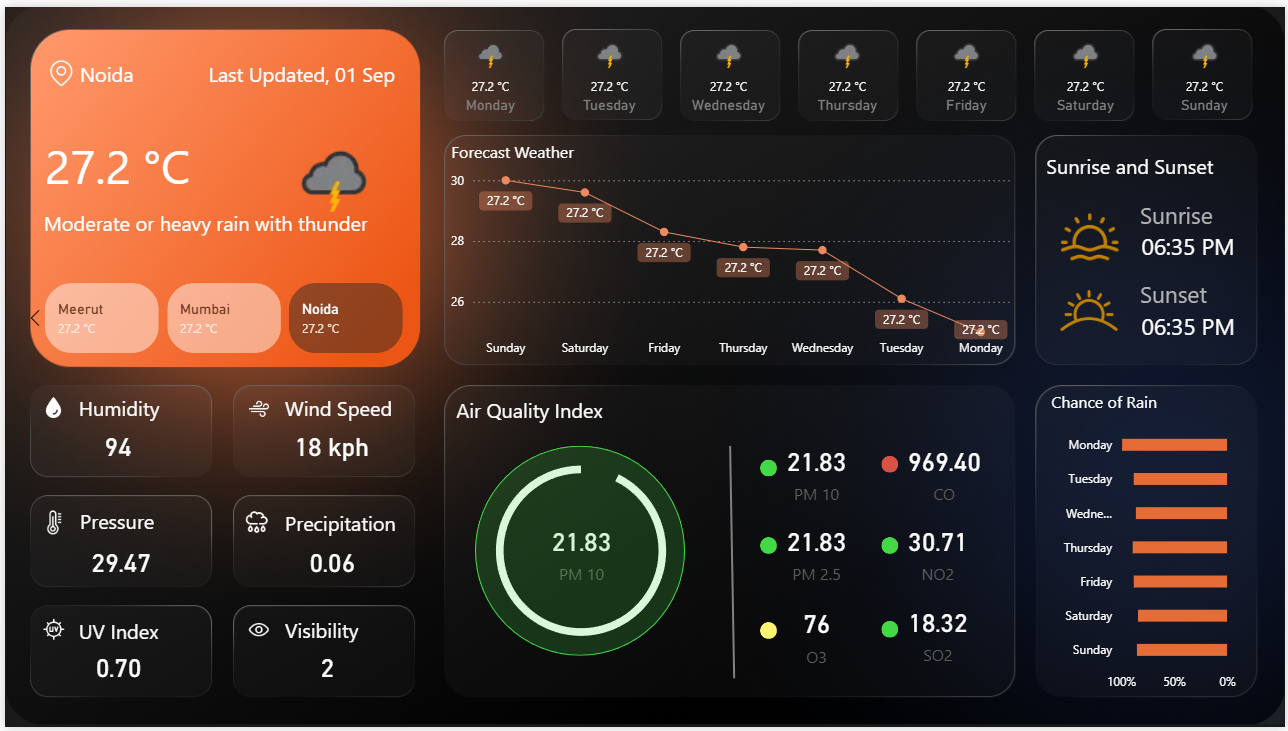 Noida
Last Updated, 01 Sep
27.2 °C
Moderate or heavy rain with thunder
Meerut
27.2 °C
Mumbai
27.2 °C
Noida
27.2 °C
27.2 °C
Monday
27.2 °C
Tuesday
27.2 °C
Wednesday
27.2 °C
Thursday
27.2 °C
Friday
27.2 °C
Saturday
27.2 °C
Sunday
Forecast Weather
30
28
26
27.2 °C
27.2 °C
27.2 °C
27.2 °C
27.2 °C
27.2 °C
27.2 °C
Sunday Saturday Friday Thursday Wednesday Tuesday Monday
Sunrise and Sunset
Sunrise
06:35 PM
Sunset
06:35 PM
Humidity
94
Wind Speed
18 kph
Pressure
29.47
Precipitation
0.06
UV
UV Index
0.70
Visibility
2
Air Quality Index
21.83
PM 10
21.83
PM 10
969.40
CO
21.83
PM 2.5
30.71
NO2
76
O3
18.32
SO2
Chance of Rain
Monday
Tuesday
Wedne...
Thursday
Friday
Saturday
Sunday
100% 50% 0%